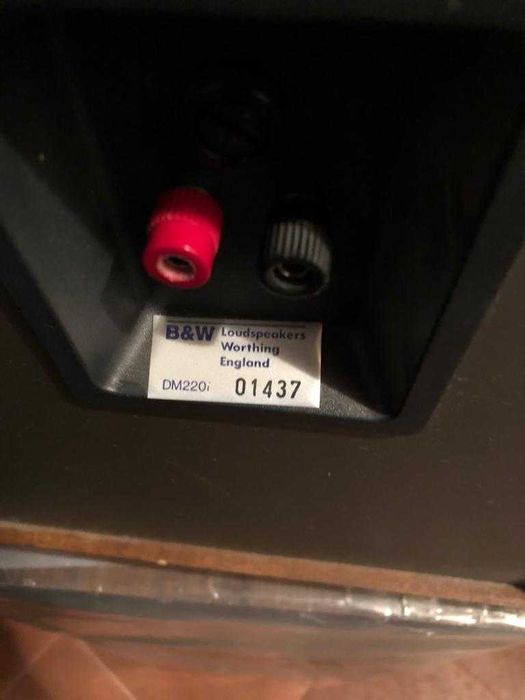 B&W Loudspeakers
Worthing
England
DM220i 01437